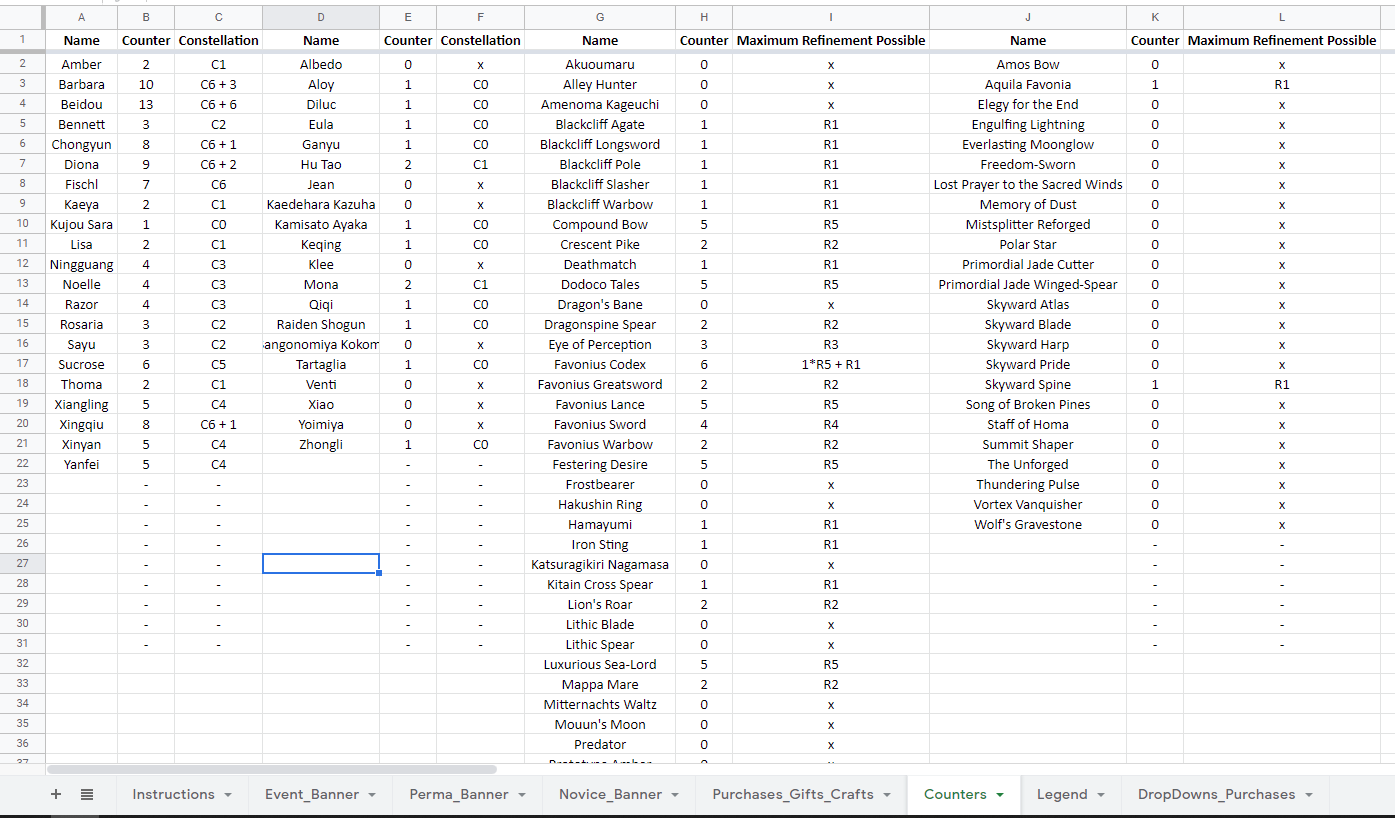 A B C D E F G H I J K L
1 Name Counter Constellation Name Counter Constellation Name Counter Maximum Refinement Possible Name Counter Maximum Refinement Possible
2 Amber 2 C1 Albedo 0 x Akuoumaru 0 x Amos Bow 0 x
3 Barbara 10 C6 + 3 Aloy 1 C0 Alley Hunter 0 x Aquila Favonia 1 R1
4 Beidou 13 C6 + 6 Diluc 1 C0 Amenoma Kageuchi 0 x Elegy for the End 0 x
5 Bennett 3 C2 Eula 1 C0 Blackcliff Agate 1 R1 Engulfing Lightning 0 x
6 Chongyun 8 C6 + 1 Ganyu 1 C0 Blackcliff Longsword 1 R1 Everlasting Moonglow 0 x
7 Diona 9 C6 + 2 Hu Tao 2 C1 Blackcliff Pole 1 R1 Freedom-Sworn 0 x
8 Fischl 7 C6 Jean 0 x Blackcliff Slasher 1 R1 Lost Prayer to the Sacred Winds 0 x
9 Kaeya 2 C1 Kaedehara Kazuha 0 x Blackcliff Warbow 1 R1 Memory of Dust 0 x
10 Kujou Sara 1 C0 Kamisato Ayaka 1 C0 Compound Bow 5 R5 Mistsplitter Reforged 0 x
11 Lisa 2 C1 Keqing 1 C0 Crescent Pike 2 R2 Polar Star 0 x
12 Ningguang 4 C3 Klee 0 x Deathmatch 1 R1 Primordial Jade Cutter 0 x
13 Noelle 4 C3 Mona 2 C1 Dodoco Tales 5 R5 Primordial Jade Winged-Spear 0 x
14 Razor 4 C3 Qiqi 1 C0 Dragon's Bane 0 x Skyward Atlas 0 x
15 Rosaria 3 C2 Raiden Shogun 1 C0 Dragonspine Spear 2 R2 Skyward Blade 0 x
16 Sayu 3 C2 angonomiya Kokom 0 x Eye of Perception 3 R3 Skyward Harp 0 x
17 Sucrose 6 C5 Tartaglia 1 C0 Favonius Codex 6 1*R5 + R1 Skyward Pride 0 x
18 Thoma 2 C1 Venti 0 x Favonius Greatsword 2 R2 Skyward Spine 1 R1
19 Xiangling 5 C4 Xiao 0 x Favonius Lance 5 R5 Song of Broken Pines 0 x
20 Xingqiu 8 C6 + 1 Yoimiya 0 x Favonius Sword 4 R4 Staff of Homa 0 x
21 Xinyan 5 C4 Zhongli 1 C0 Favonius Warbow 2 R2 Summit Shaper 0 x
22 Yanfei 5 C4 - - Festering Desire 5 R5 The Unforged 0 x
23 - - - - Frostbearer 0 x Thundering Pulse 0 x
24 - - - - Hakushin Ring 0 x Vortex Vanquisher 0 x
25 - - - - Hamayumi 1 R1 Wolf's Gravestone 0 x
26 - - - - Iron Sting 1 R1 - -
27 - - - - Katsuragikiri Nagamasa 0 x - -
28 - - - - Kitain Cross Spear 1 R1 - -
29 - - - - Lion's Roar 2 R2 - -
30 - - - - Lithic Blade 0 x - -
31 - - - - Lithic Spear 0 x - -
32 Luxurious Sea-Lord 5 R5
33 Mappa Mare 2 R2
34 Mitternachts Waltz 0 x
35 Mouun's Moon 0 x
36 Predator 0 x
37 Prototype Amber 0 x
+ Instructions Event_Banner Perma_Banner Novice_Banner Purchases_Gifts_Crafts Counters Legend DropDowns_Purchases